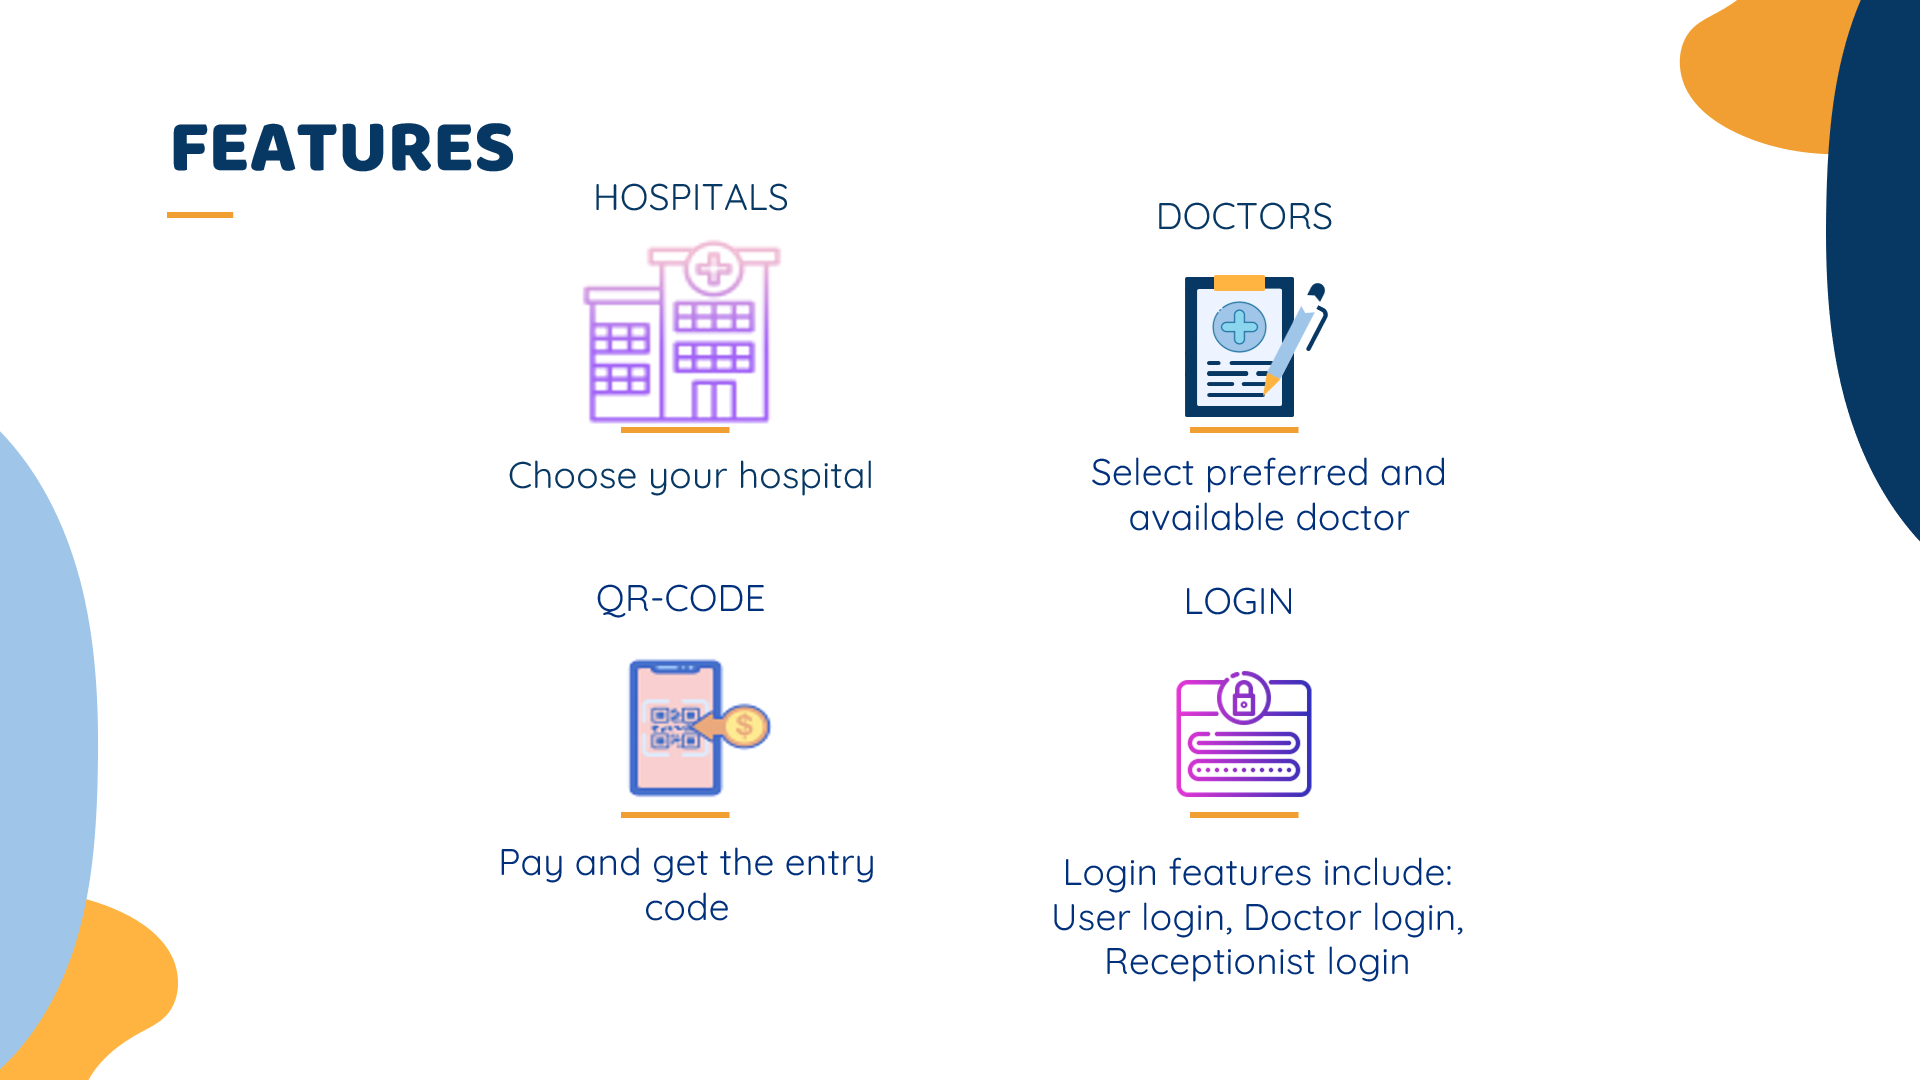 FEATURES
HOSPITALS
Choose your hospital
DOCTORS
Select preferred and
available doctor
QR-CODE
$
Pay and get the entry
code
LOGIN
Login features include:
User login, Doctor login,
Receptionist login